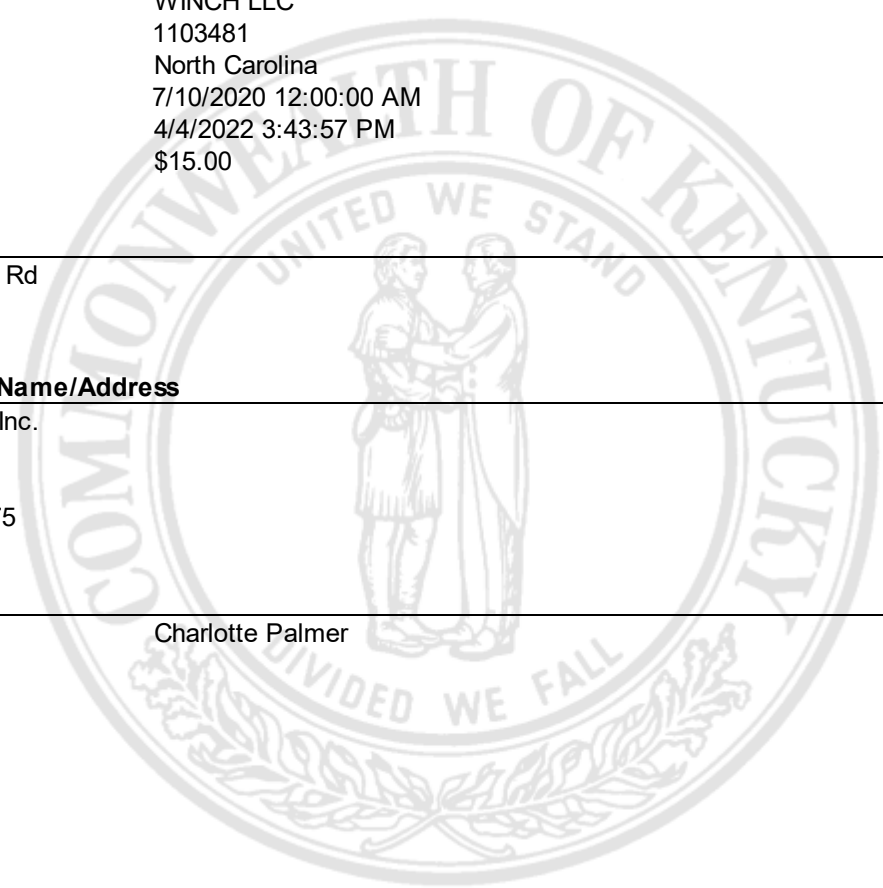 WINCH LLC
1103481
North Carolina
7/10/2020 12:00:00 AM
4/4/2022 3:43:57 PM
$15.00
Rd
Name/Address
Inc.
75
Charlotte Palmer
COMMONWEALTH OF KENTUCKY
UNITED WE STAND
DIVIDED WE FALL